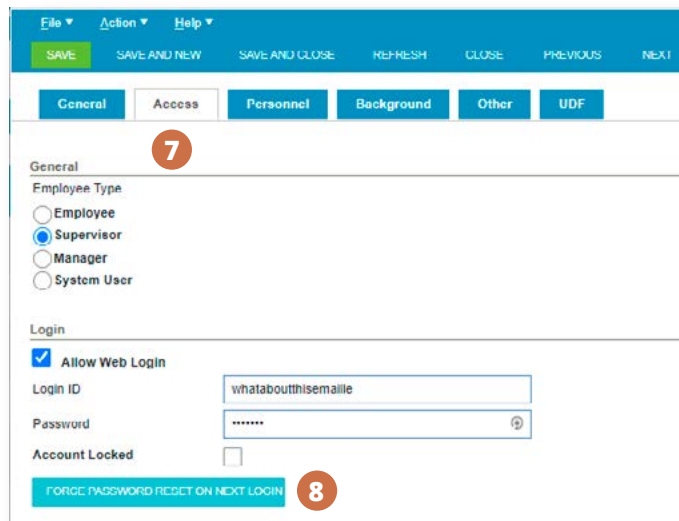 File ▼ Action ▼ Help ▼
SAVE SAVE AND NEW SAVE AND CLOSE REFRESH CLOSE PREVIOUS NEXT
General Access Personnel Background Other UDF
7
General
Employee Type
Employee
Supervisor
Manager
System User
Login
Allow Web Login
Login ID whataboutthisemaille
Password •••••••
Account Locked
FORCE PASSWORD RESET ON NEXT LOGIN 8